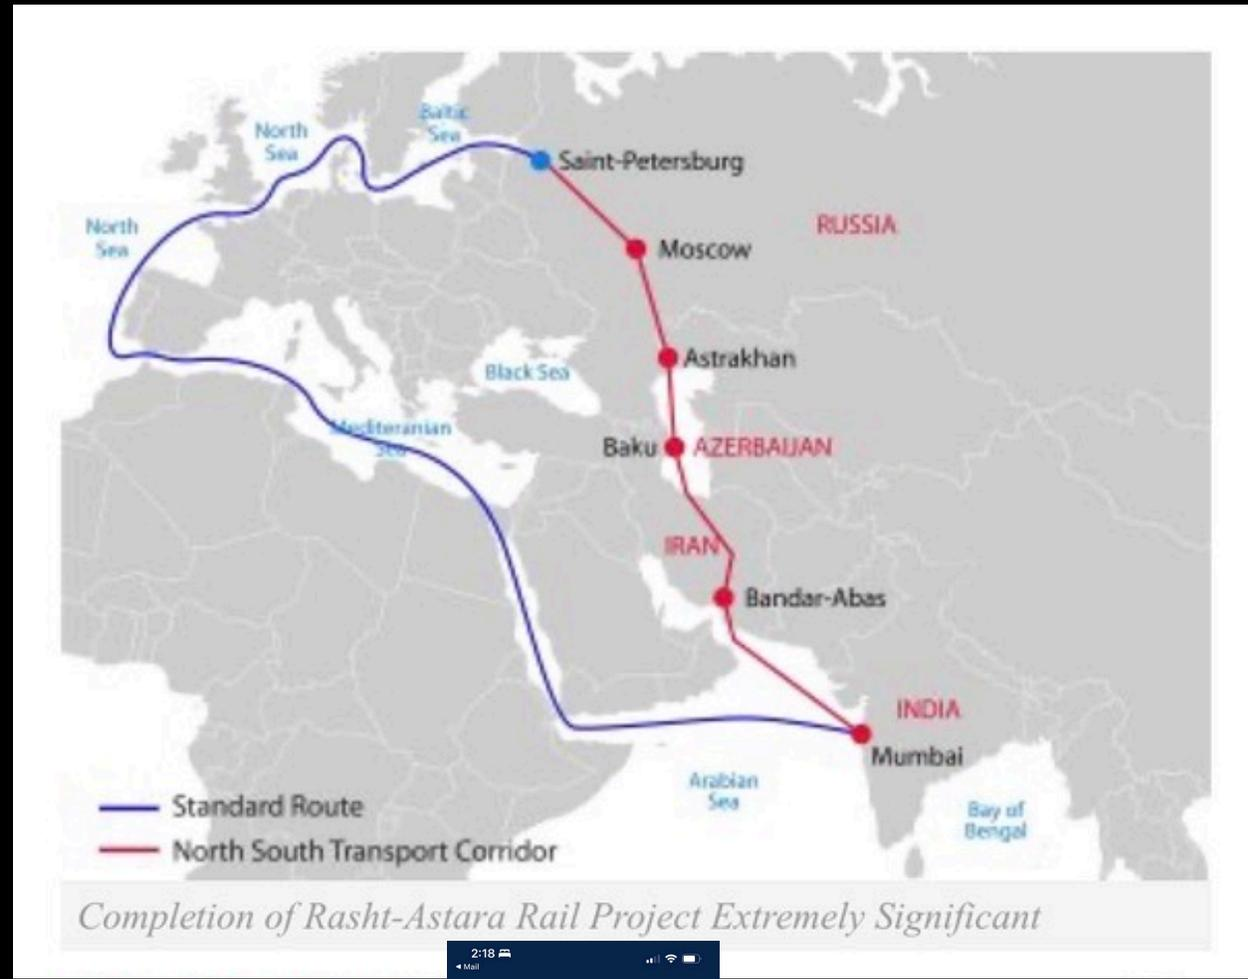 Baltic
Sea
North
Sea
Saint-Petersburg
North
Sea
RUSSIA
Moscow
Astrakhan
Black Sea
Mediteranian
Sea
Baku
AZERBAIJAN
IRAN
Bandar-Abas
INDIA
Mumbai
Arabian
Sea
Bay of
Bengal
Standard Route
North South Transport Corridor
Completion of Rasht-Astara Rail Project Extremely Significant
2:18
Mail